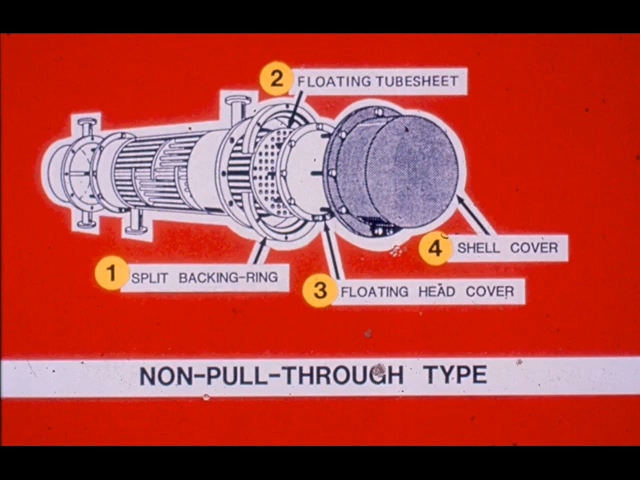 2 FLOATING TUBESHEET
1 SPLIT BACKING-RING
3 FLOATING HEAD COVER
4 SHELL COVER
NON-PULL-THROUGH TYPE